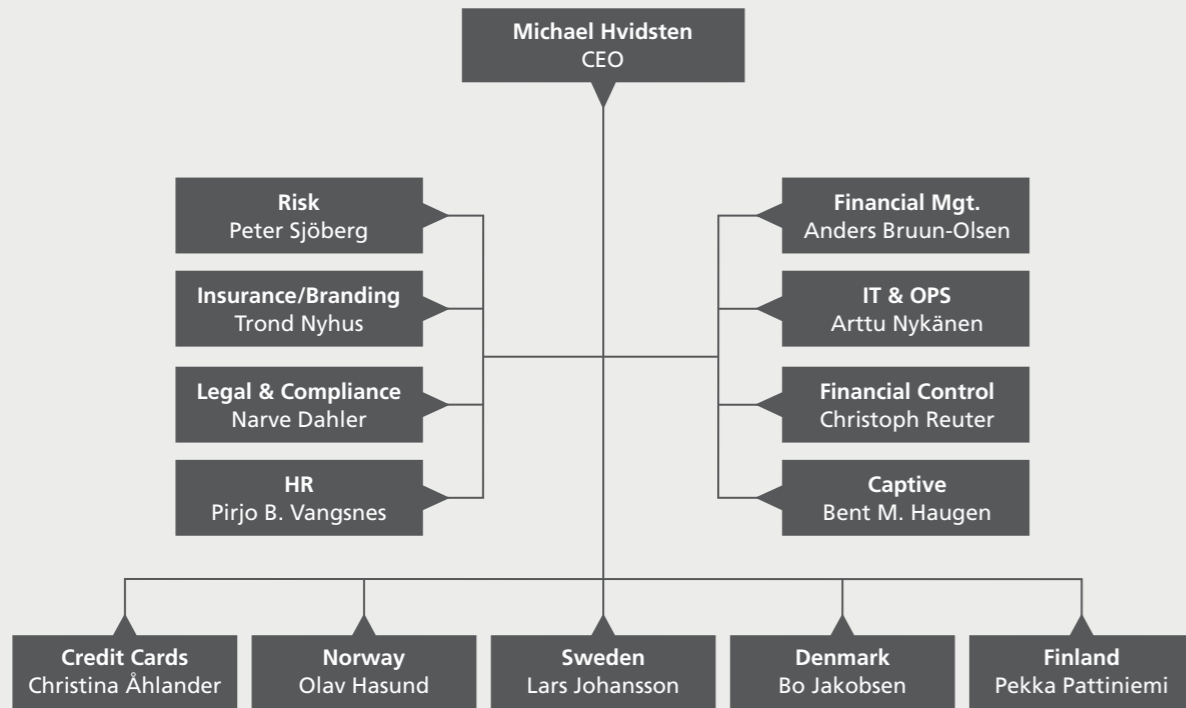 Michael Hvidsten
CEO
Risk
Peter Sjöberg
Financial Mgt.
Anders Bruun-Olsen
Insurance/Branding
Trond Nyhus
IT & OPS
Arttu Nykänen
Legal & Compliance
Narve Dahler
Financial Control
Christoph Reuter
HR
Pirjo B. Vangsnes
Captive
Bent M. Haugen
Credit Cards
Christina Åhlander
Norway
Olav Hasund
Sweden
Lars Johansson
Denmark
Bo Jakobsen
Finland
Pekka Pattiniemi